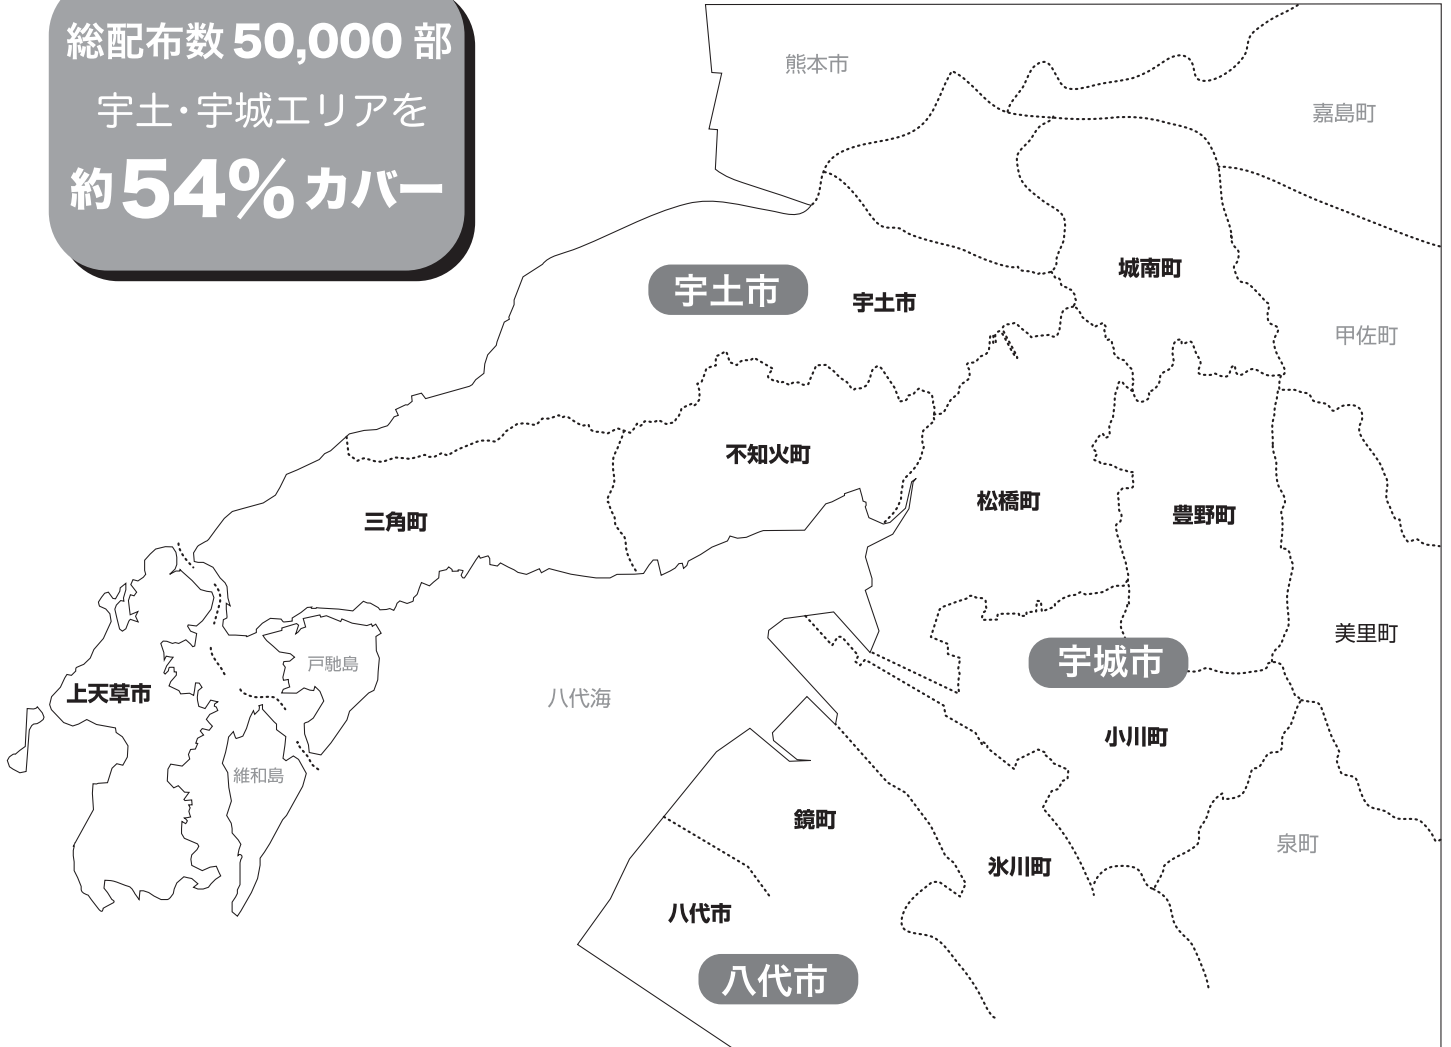 総配布数 50,000 部
宇土・宇城エリアを
約54%カバー
熊本市
嘉島町
城南町
宇土市
宇土市
甲佐町
不知火町
松橋町
豊野町
三角町
美里町
宇城市
戸馳島
上天草市
八代海
小川町
維和島
鏡町
泉町
氷川町
八代市
八代市